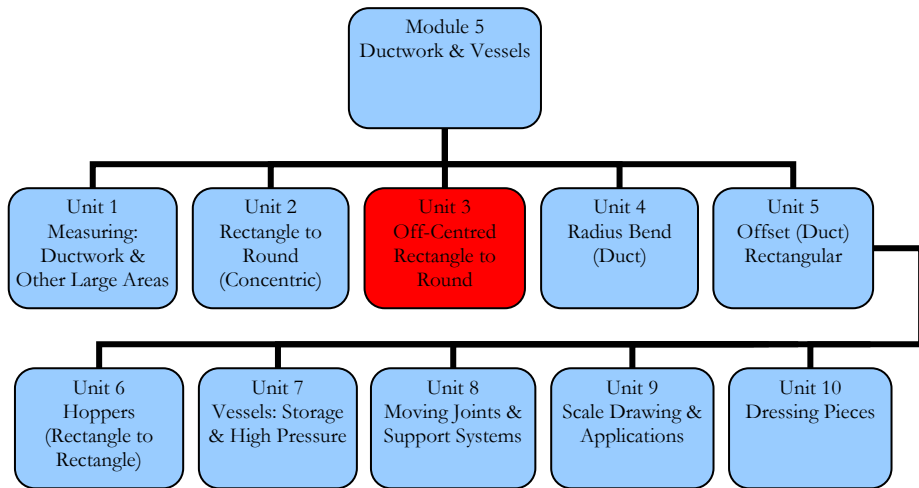 Module 5
Ductwork & Vessels
Unit 1
Measuring:
Ductwork &
Other Large Areas
Unit 2
Rectangle to
Round
(Concentric)
Unit 3
Off-Centred
Rectangle to
Round
Unit 4
Radius Bend
(Duct)
Unit 5
Offset (Duct)
Rectangular
Unit 6
Hoppers
(Rectangle to
Rectangle)
Unit 7
Vessels: Storage
& High Pressure
Unit 8
Moving Joints &
Support Systems
Unit 9
Scale Drawing &
Applications
Unit 10
Dressing Pieces